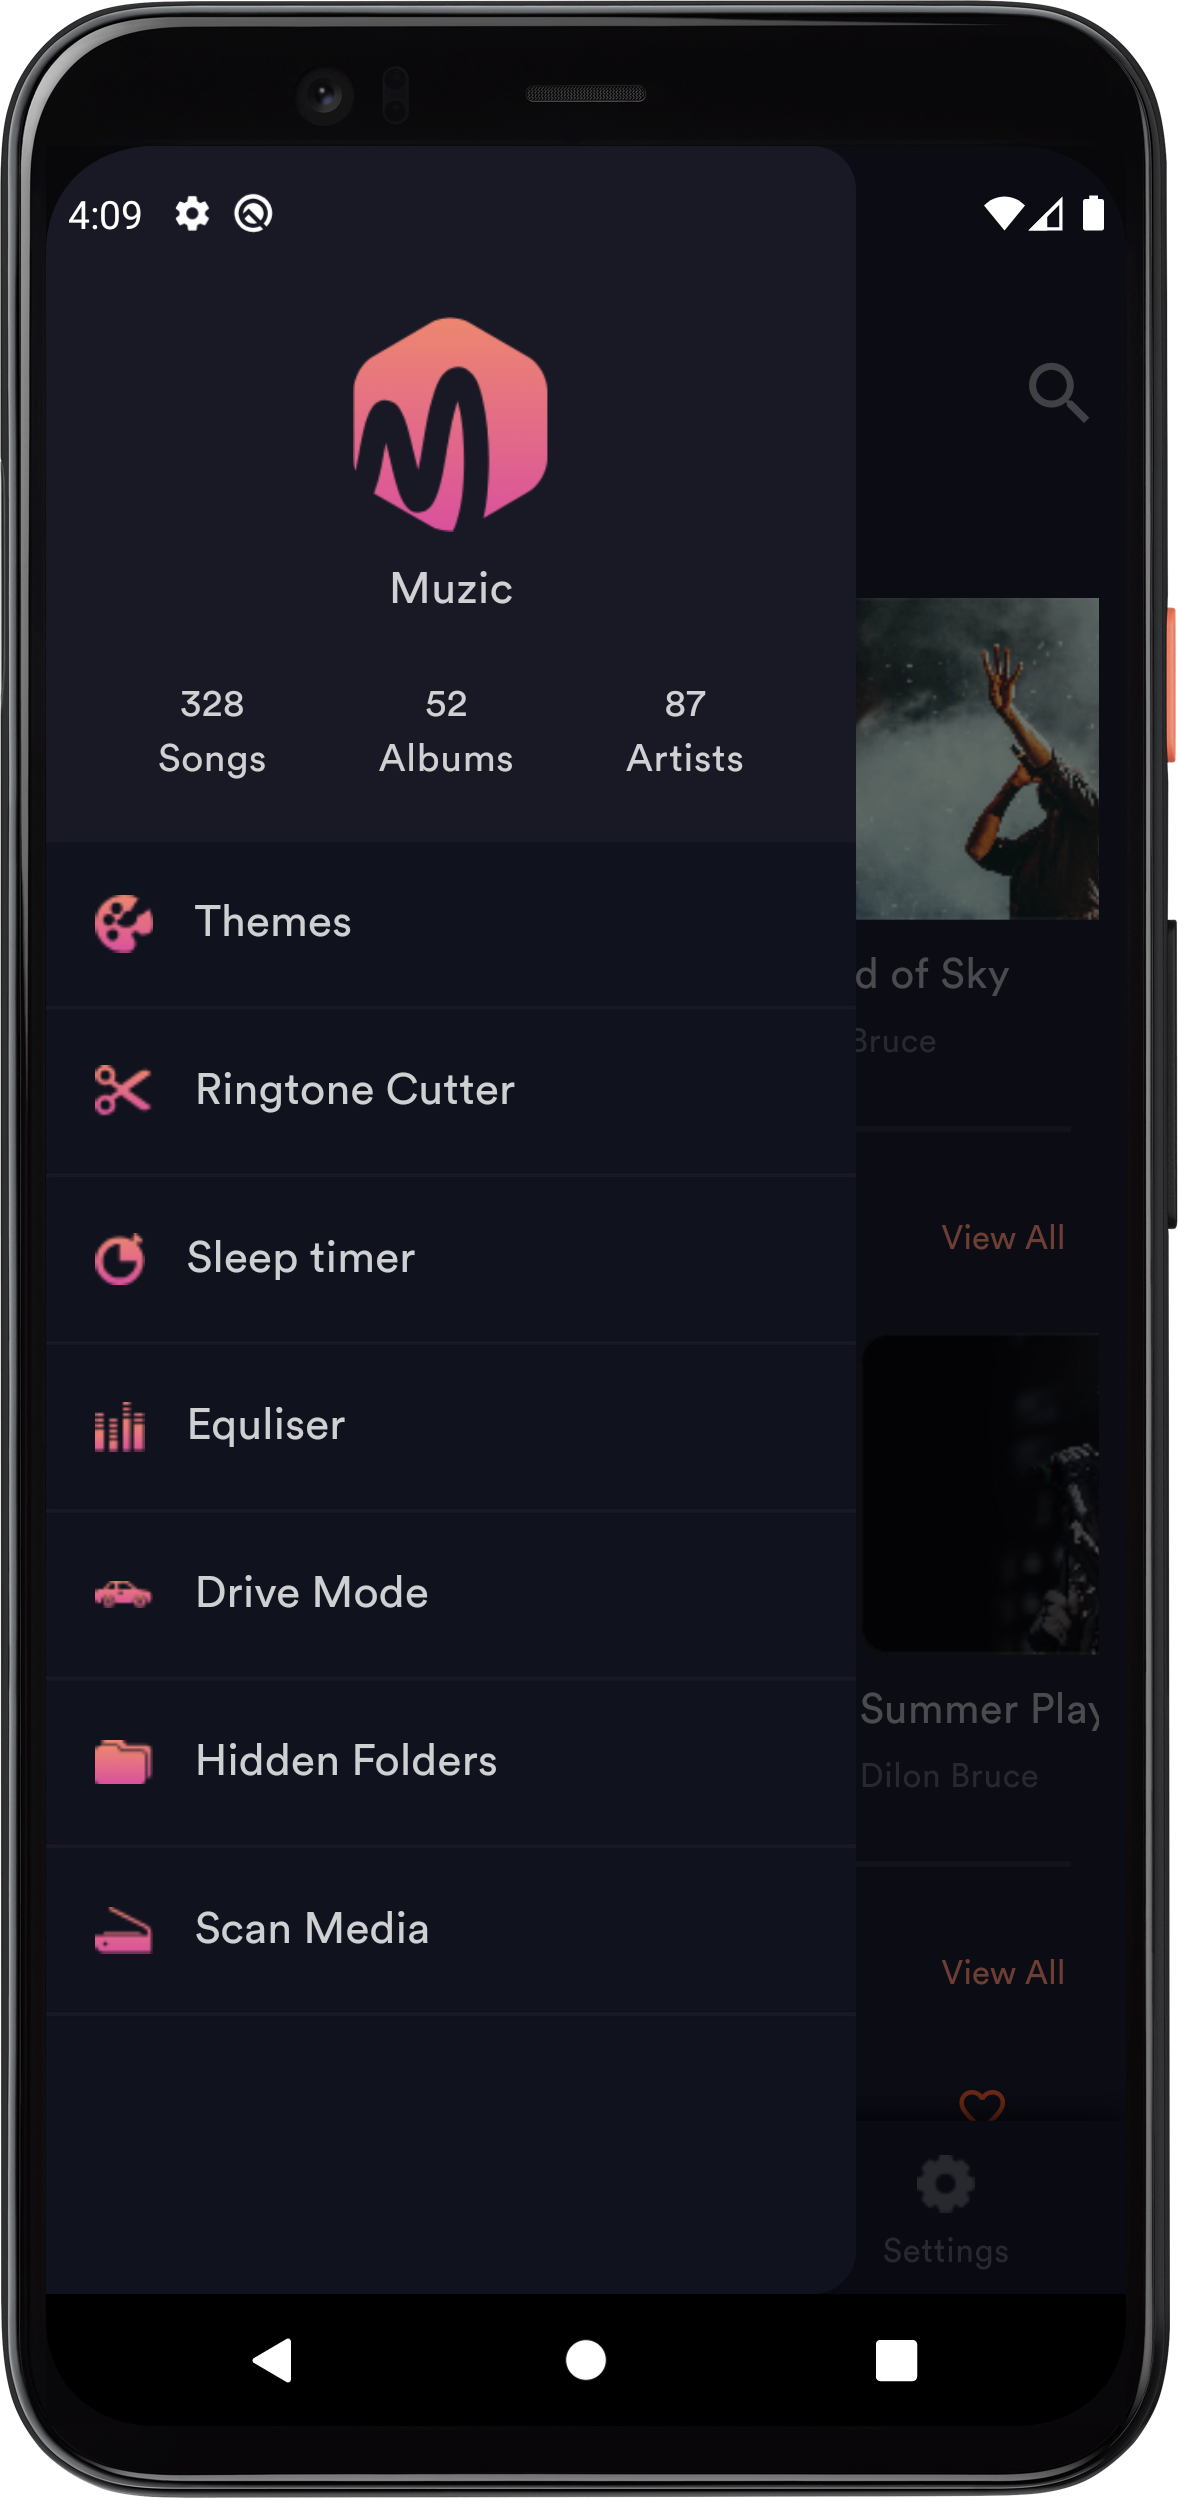 4:09
Muzic
328
52
87
Songs
Albums
Artists
Themes
Ringtone Cutter
Sleep timer
Equliser
Drive Mode
Hidden Folders
Scan Media
d of Sky
Bruce
View All
Summer Play
Dilon Bruce
View All
Settings